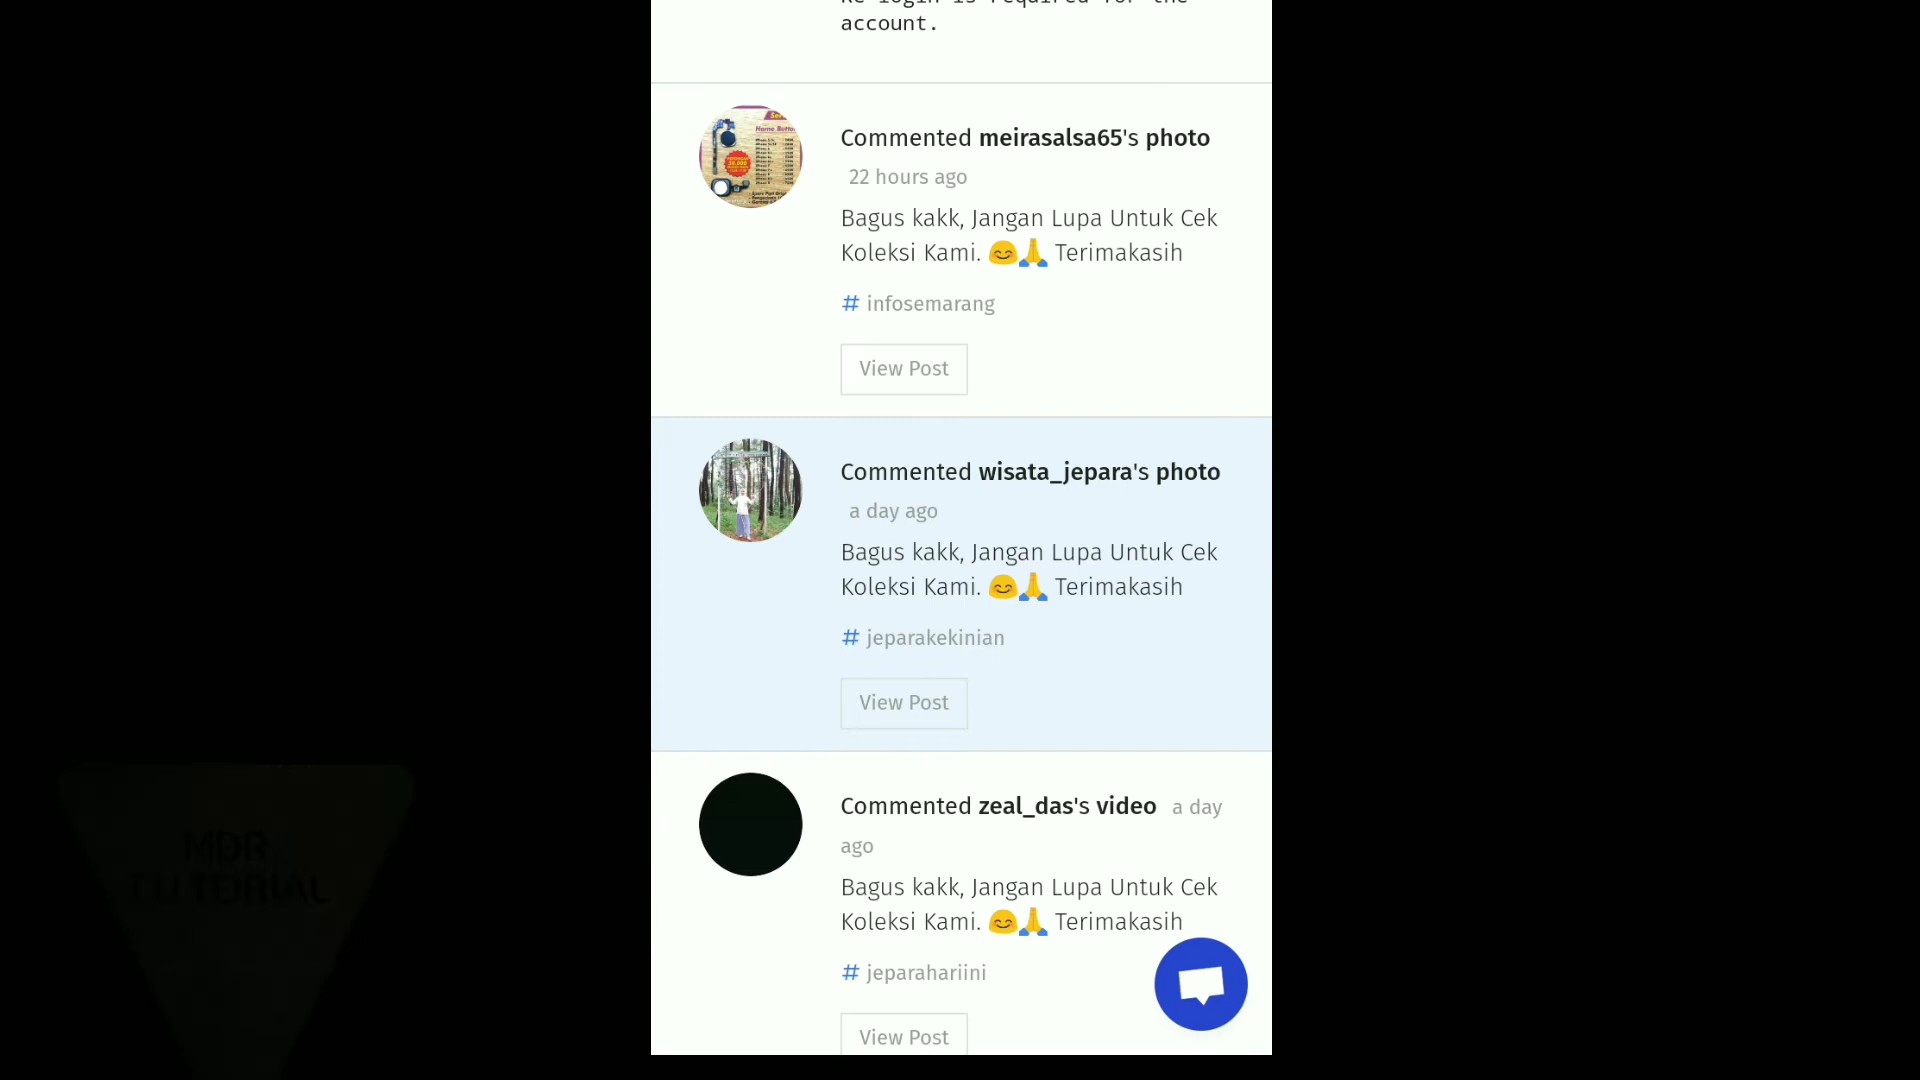 account.
Commented meirasalsa65's photo
22 hours ago
Bagus kakk, Jangan Lupa Untuk Cek
Koleksi Kami. 😊🙏 Terimakasih
# infosemarang
View Post
Commented wisata_jepara's photo
a day ago
Bagus kakk, Jangan Lupa Untuk Cek
Koleksi Kami. 😊🙏 Terimakasih
# jeparakekinian
View Post
Commented zeal_das's video a day
ago
Bagus kakk, Jangan Lupa Untuk Cek
Koleksi Kami. 😊🙏 Terimakasih
# jeparahariini
View Post
MDR
TUTORIAL